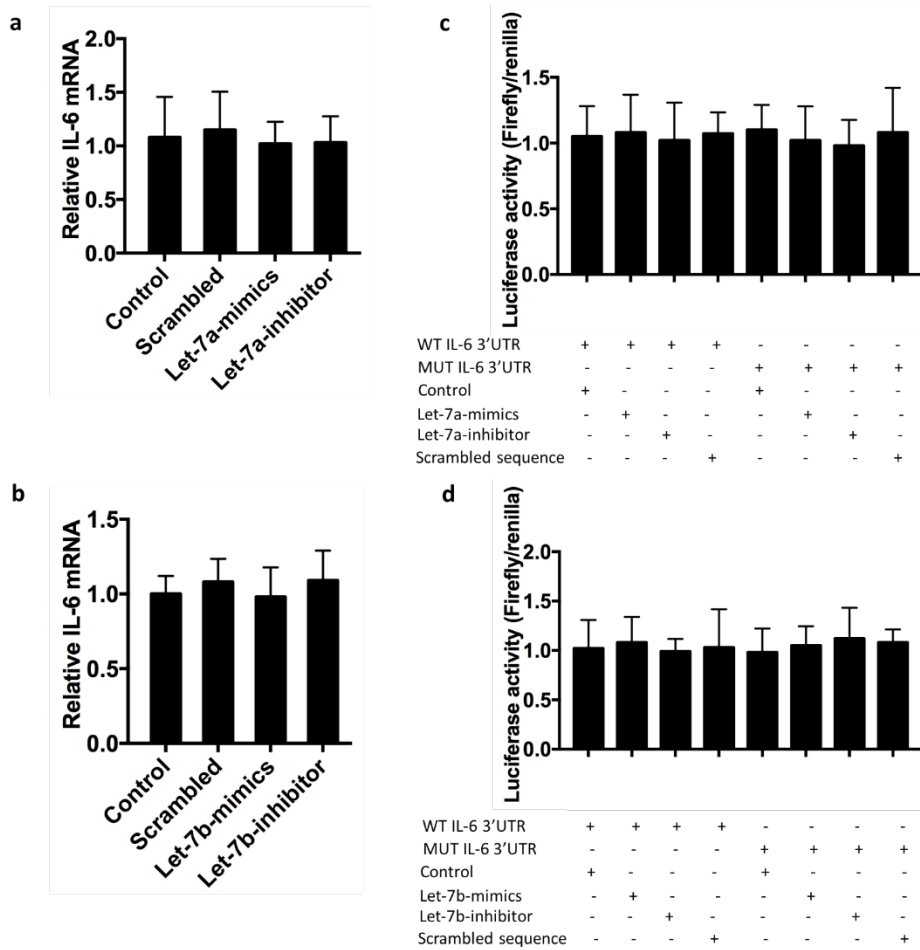 a
Relative IL-6 mRNA
2.0
1.5
1.0
0.5
0.0
Control
Scrambled
Let-7a-mimics
Let-7a-inhibitor
c
Luciferase activity (Firefly/renilla)
1.5
1.0
0.5
0.0
WT IL-6 3’UTR + + + + - - - -
MUT IL-6 3’UTR - - - - + + + +
Control + - - - + - - -
Let-7a-mimics - + - - - + - -
Let-7a-inhibitor - - + - - - + -
Scrambled sequence - - - + - - - +
b
Relative IL-6 mRNA
1.5
1.0
0.5
0.0
Control
Scrambled
Let-7b-mimics
Let-7b-inhibitor
d
Luciferase activity (Firefly/renilla)
2.0
1.5
1.0
0.5
0.0
WT IL-6 3’UTR + + + + - - - -
MUT IL-6 3’UTR - - - - + + + +
Control + - - - + - - -
Let-7b-mimics - + - - - + - -
Let-7b-inhibitor - - + - - - + -
Scrambled sequence - - - + - - - +